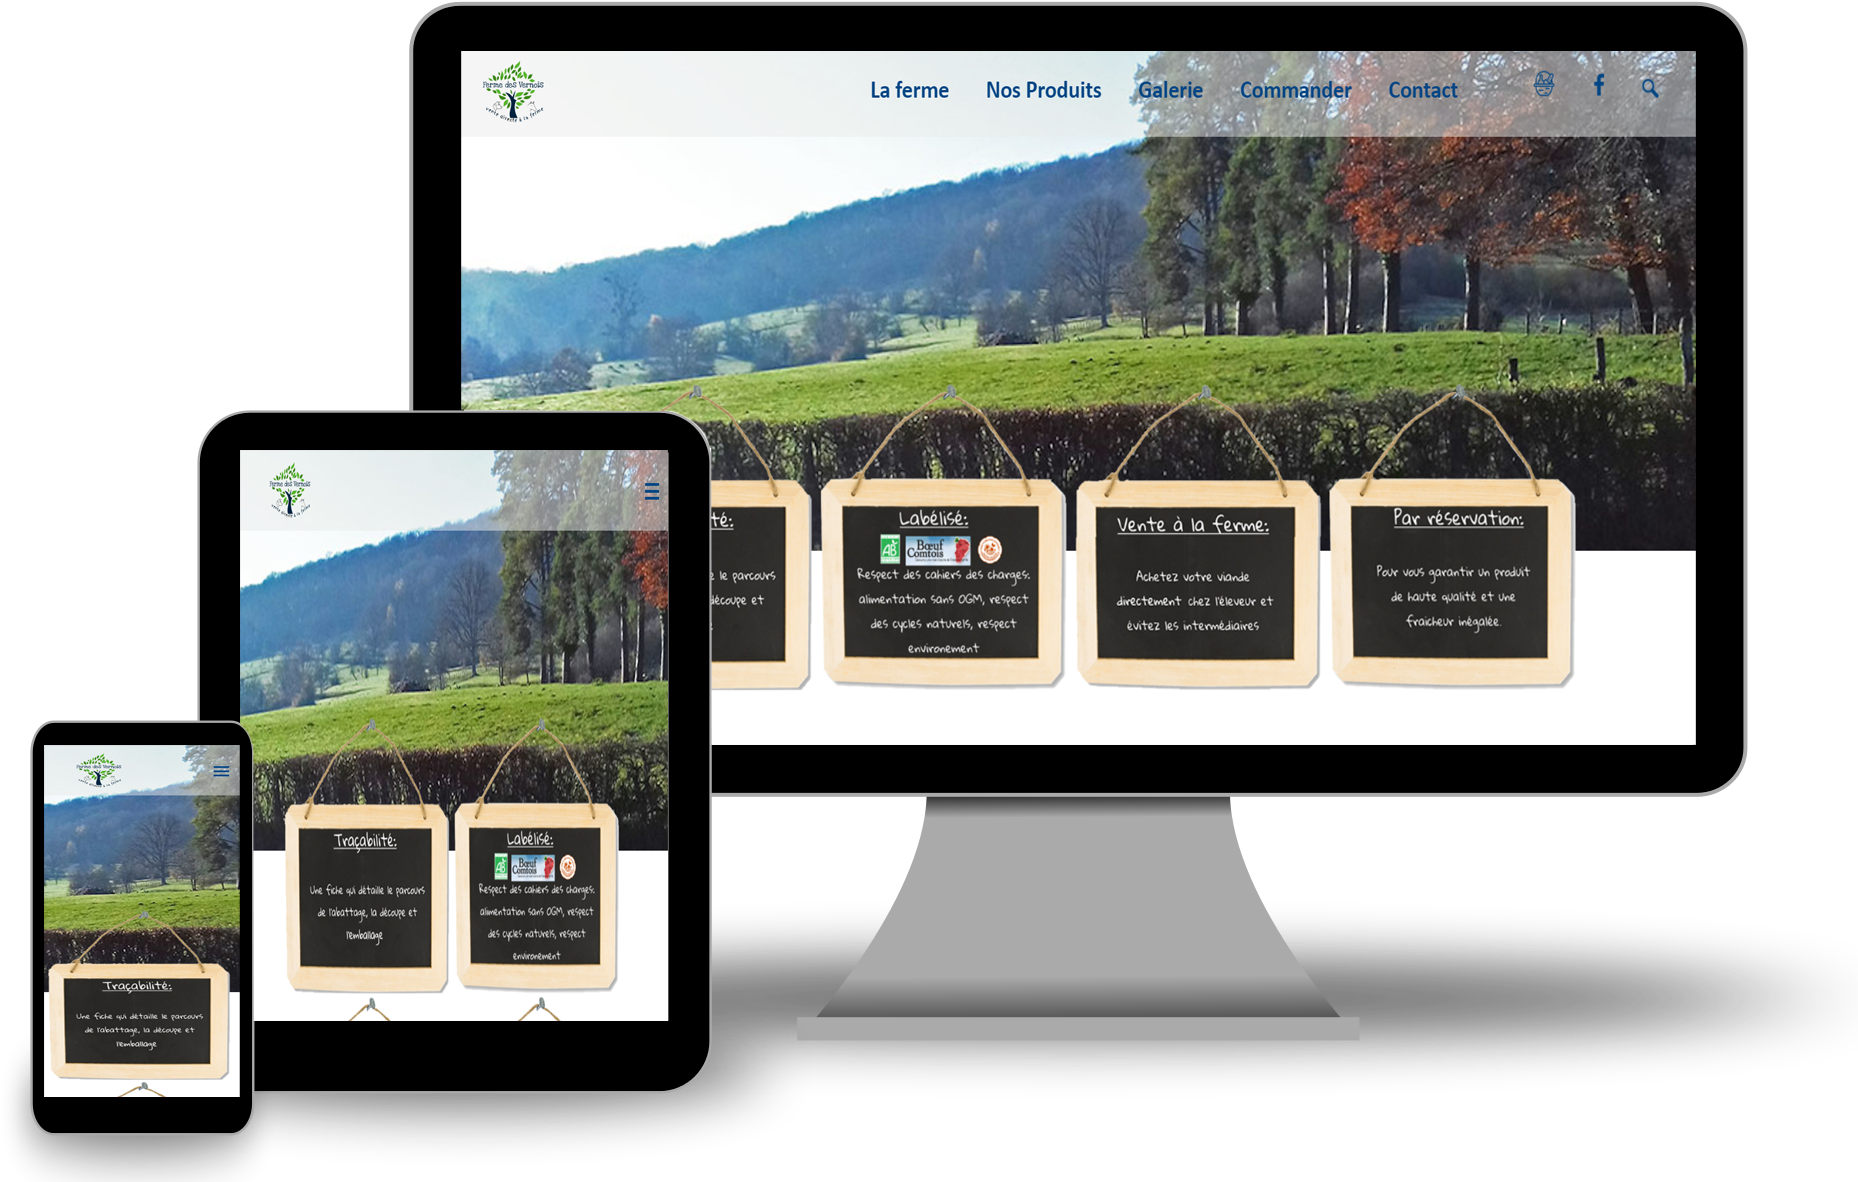 Ferme des Vernois
vente directe à la ferme
La ferme
Nos Produits
Galerie
Commander
Contact
té:
le parcours
découpe et
Labélisé:
AB
Bœuf
Comtois
Respect des cahiers des charges:
alimentation sans OGM, respect
des cycles naturels, respect
environement
Vente à la ferme:
Achetez votre viande
directement chez l'éleveur et
évitez les intermédiaires
Par réservation:
Pour vous garantir un produit
de haute qualité et une
fraicheur inégalée.
Ferme des Vernois
vente directe à la ferme
Traçabilité:
Une fiche qui détaille le parcours
de l'abattage, la découpe et
l'emballage
Labélisé:
AB
Bœuf
Comtois
Respect des cahiers des charges:
alimentation sans OGM, respect
des cycles naturels, respect
environement
Ferme des Vernois
vente directe à la ferme
Traçabilité:
Une fiche qui détaille le parcours
de l'abattage, la découpe et
l'emballage